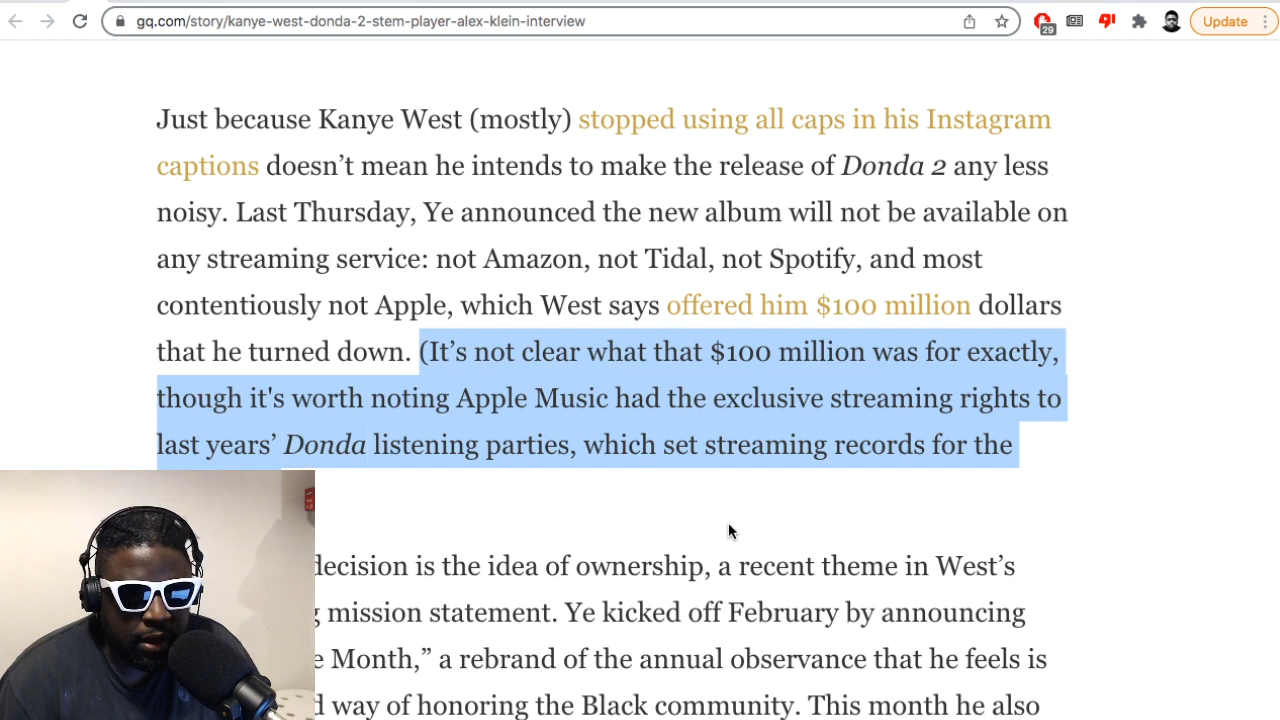 gq.com/story/kanye-west-donda-2-stem-player-alex-klein-interview
29
Update
Just because Kanye West (mostly) stopped using all caps in his Instagram
captions doesn’t mean he intends to make the release of Donda 2 any less
noisy. Last Thursday, Ye announced the new album will not be available on
any streaming service: not Amazon, not Tidal, not Spotify, and most
contentiously not Apple, which West says offered him $100 million dollars
that he turned down. (It’s not clear what that $100 million was for exactly,
though it's worth noting Apple Music had the exclusive streaming rights to
last years’ Donda listening parties, which set streaming records for the
decision is the idea of ownership, a recent theme in West’s
mission statement. Ye kicked off February by announcing
Month,” a rebrand of the annual observance that he feels is
way of honoring the Black community. This month he also